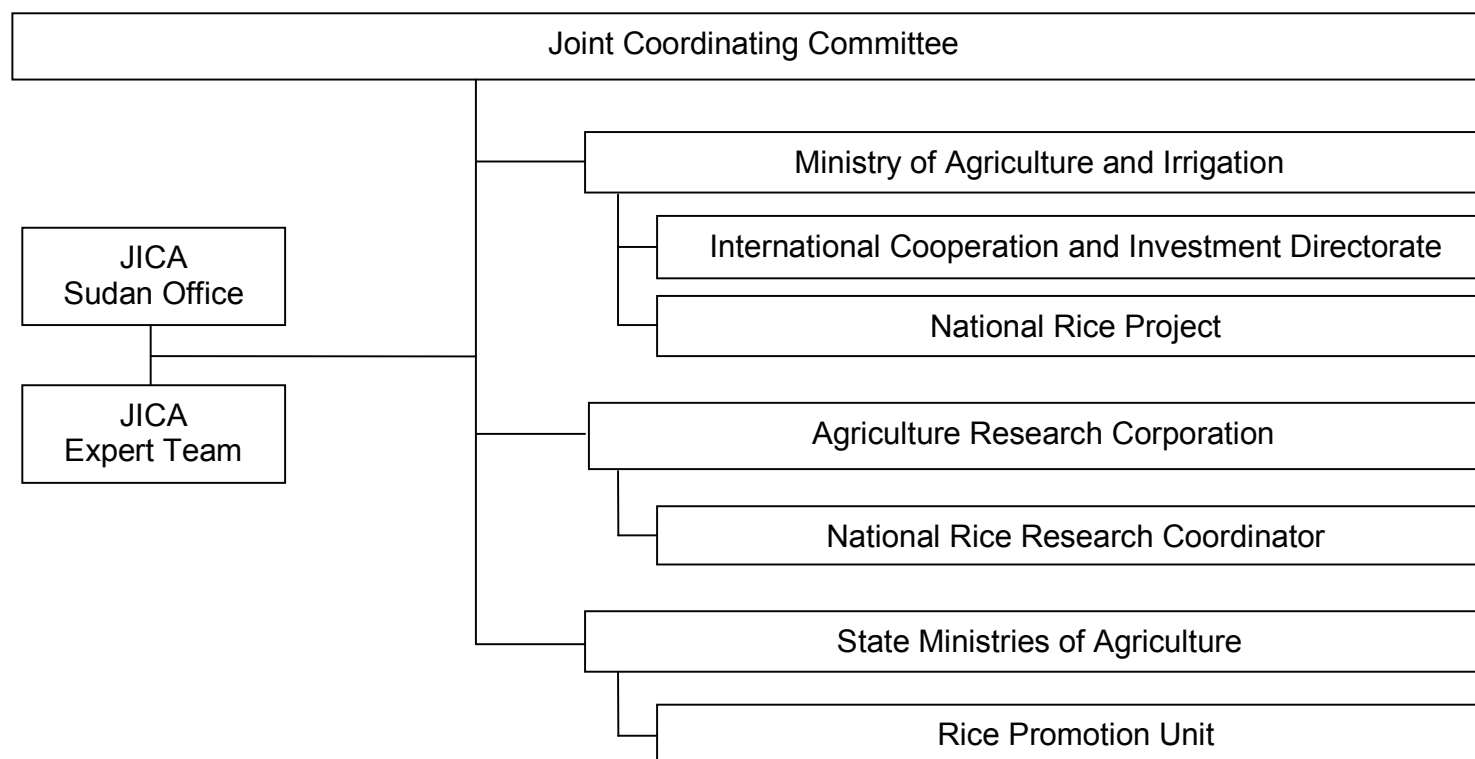 Joint Coordinating Committee
Ministry of Agriculture and Irrigation
International Cooperation and Investment Directorate
National Rice Project
JICA
Sudan Office
JICA
Expert Team
Agriculture Research Corporation
National Rice Research Coordinator
State Ministries of Agriculture
Rice Promotion Unit